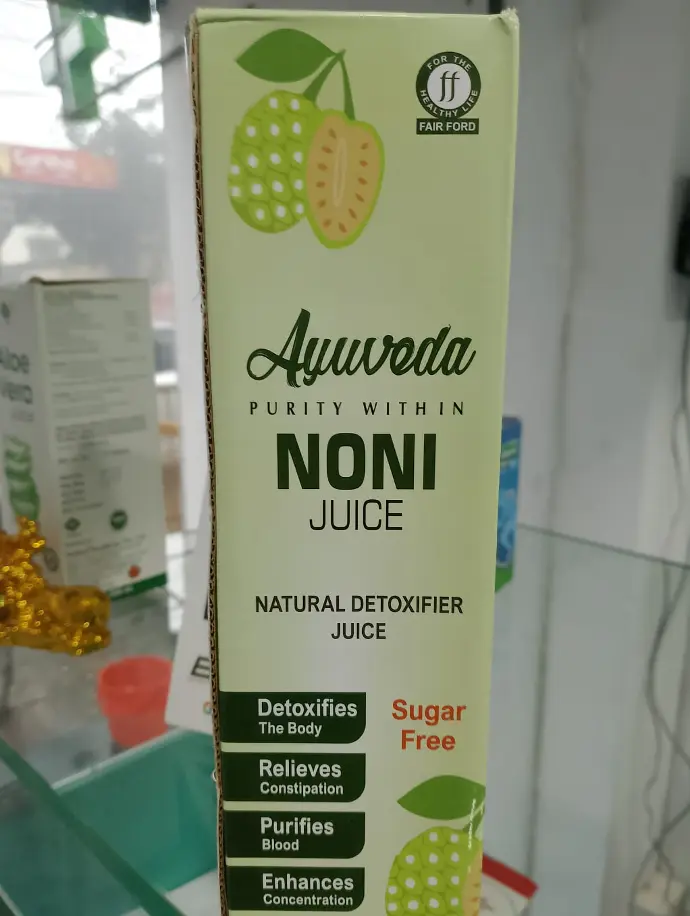 FOR THE
HEALTHY LIFE
ff
FAIR FORD
Ayuveda
PURITY WITHIN
NONI
JUICE
NATURAL DETOXIFIER
JUICE
Detoxifies
The Body
Sugar
Free
Relieves
Constipation
Purifies
Blood
Enhances
Concentration
Aloe